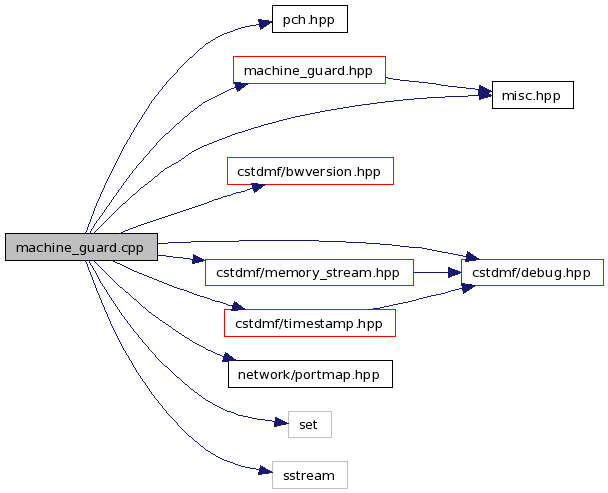 pch.hpp
machine_guard.hpp
misc.hpp
cstdmf/bwversion.hpp
machine_guard.cpp
cstdmf/memory_stream.hpp
cstdmf/debug.hpp
cstdmf/timestamp.hpp
network/portmap.hpp
set
sstream